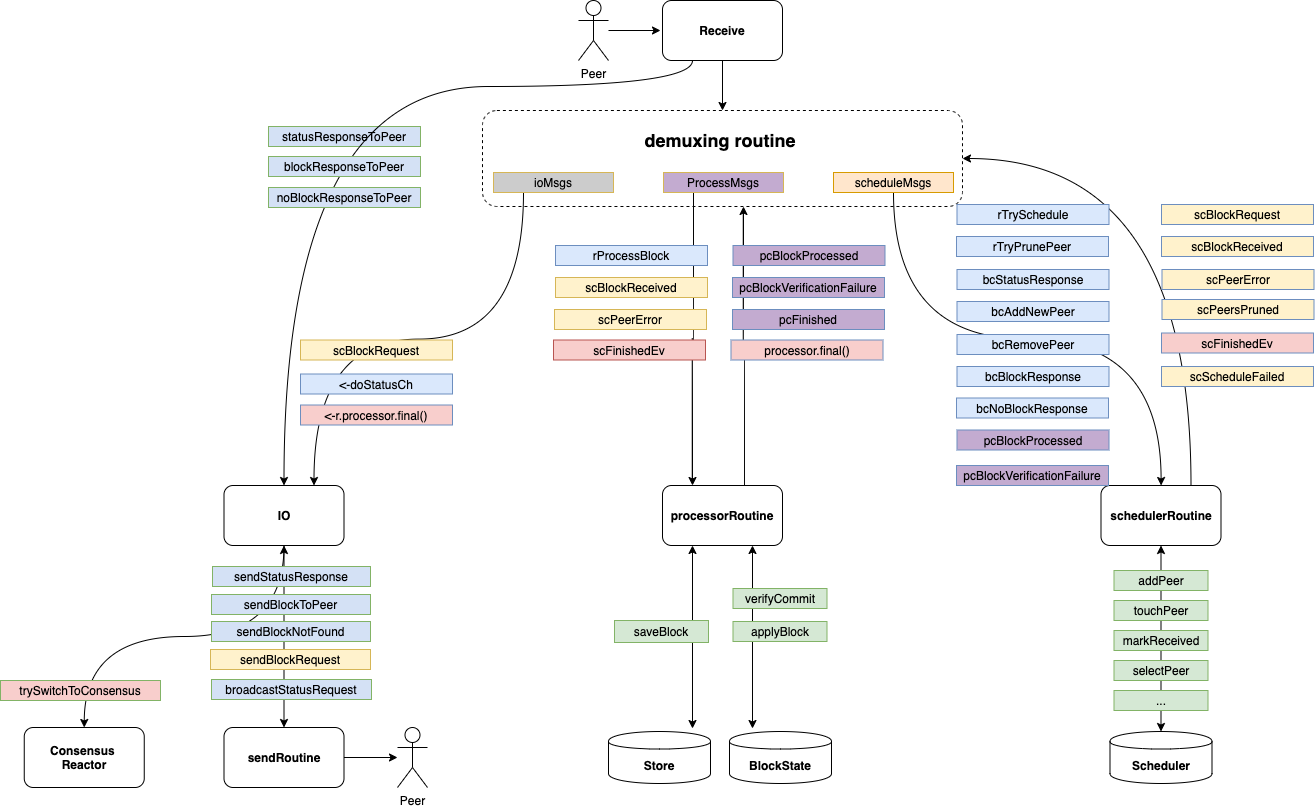 Receive
Peer
demuxing routine
statusResponseToPeer
blockResponseToPeer
noBlockResponseToPeer
ioMsgs
ProcessMsgs
scheduleMsgs
rTrySchedule
rTryPrunePeer
bcStatusResponse
bcAddNewPeer
bcRemovePeer
bcBlockResponse
bcNoBlockResponse
pcBlockProcessed
pcBlockVerificationFailure
scBlockRequest
scBlockReceived
scPeerError
scPeersPruned
scFinishedEv
scScheduleFailed
rProcessBlock
scBlockReceived
scPeerError
scFinishedEv
pcBlockProcessed
pcBlockVerificationFailure
pcFinished
processor.final()
scBlockRequest
<-doStatusCh
<-r.processor.final()
IO
processorRoutine
schedulerRoutine
sendStatusResponse
sendBlockToPeer
sendBlockNotFound
sendBlockRequest
broadcastStatusRequest
trySwitchToConsensus
saveBlock
verifyCommit
applyBlock
addPeer
touchPeer
markReceived
selectPeer
...
Consensus
Reactor
sendRoutine
Peer
Store
BlockState
Scheduler